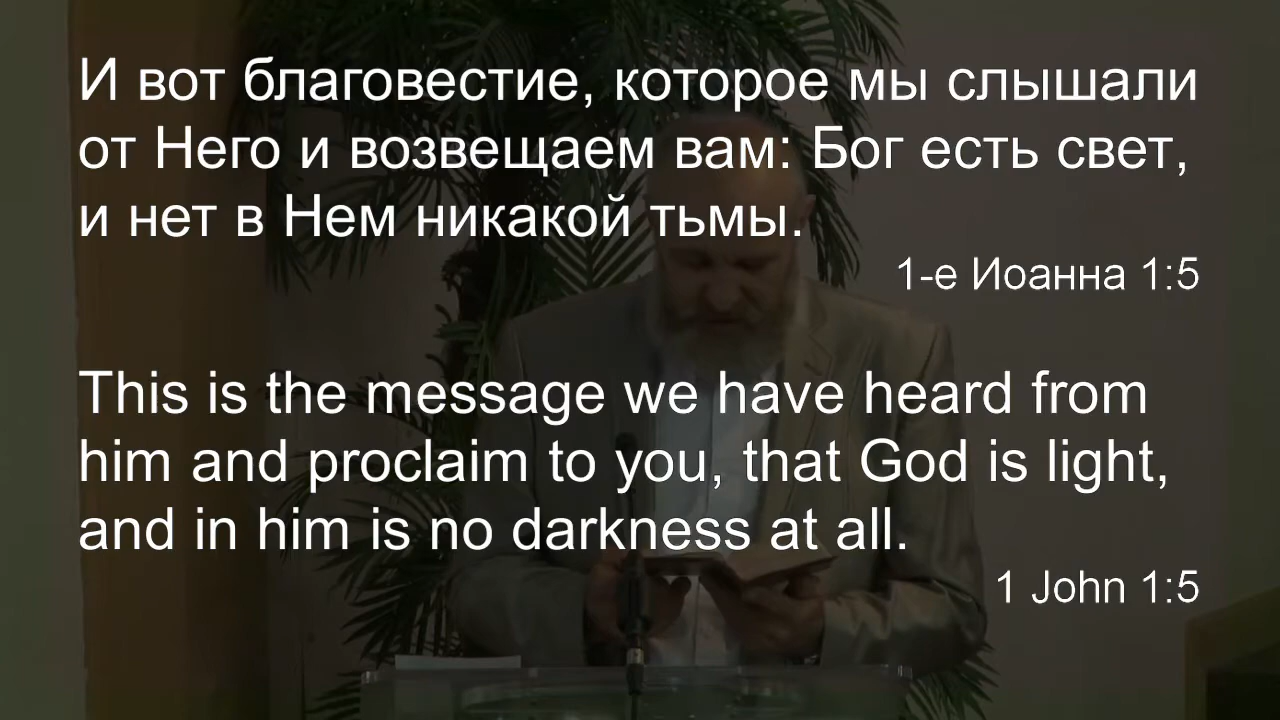 И вот благовестие, которое мы слышали
от Него и возвещаем вам: Бог есть свет,
и нет в Нем никакой тьмы.
1-е Иоанна 1:5
This is the message we have heard from
him and proclaim to you, that God is light,
and in him is no darkness at all.
1 John 1:5